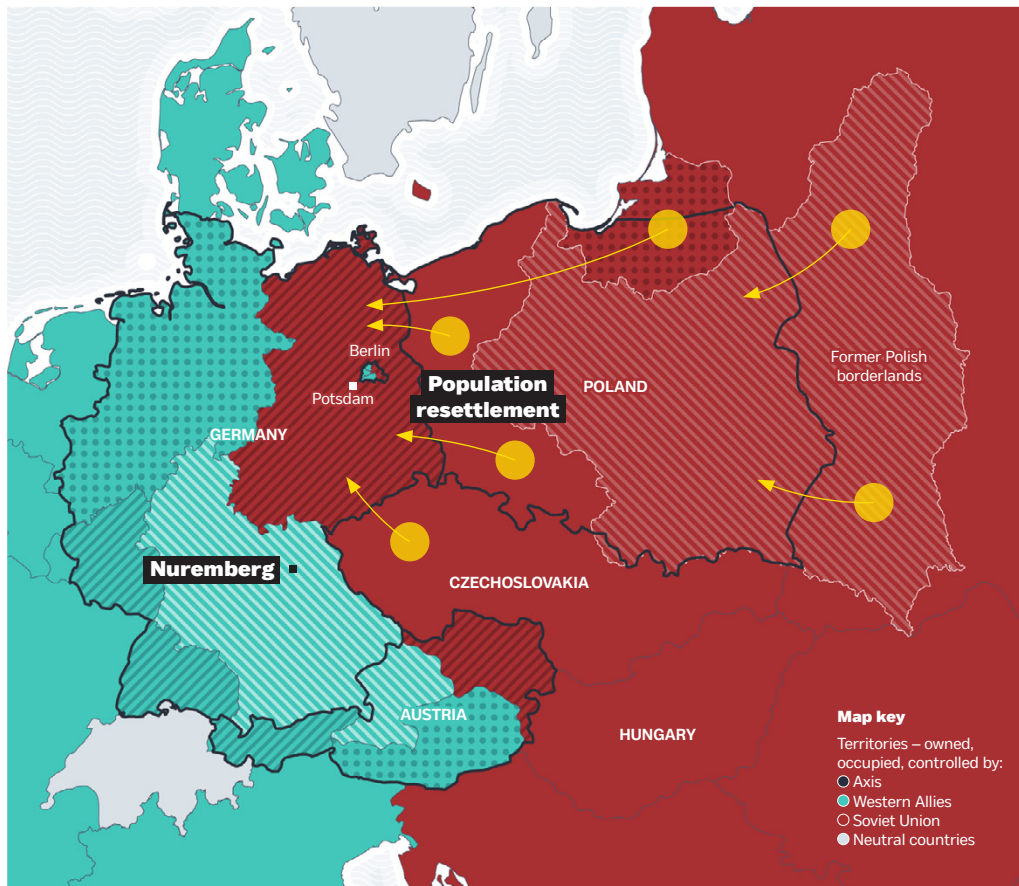 Berlin
Potsdam
Population
resettlement
POLAND
Former Polish
borderlands
GERMANY
Nuremberg
CZECHOSLOVAKIA
AUSTRIA
HUNGARY
Map key
Territories – owned,
occupied, controlled by:
Axis
Western Allies
Soviet Union
Neutral countries